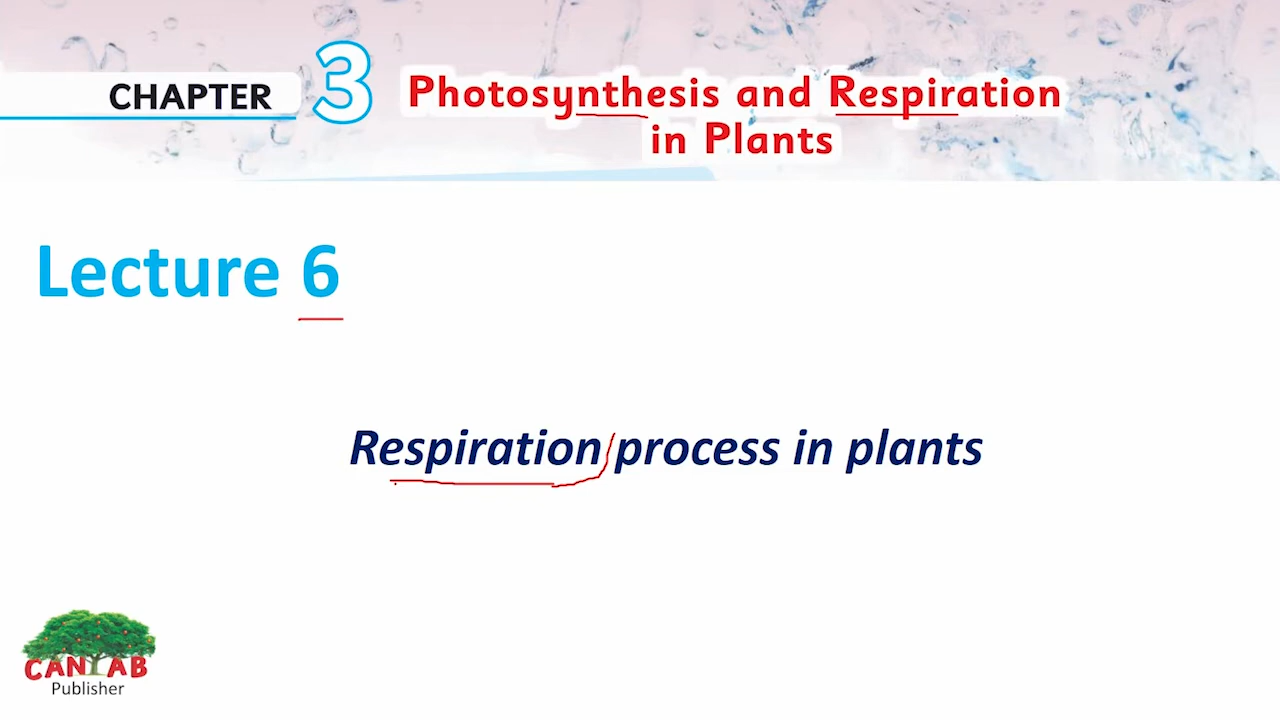 CHAPTER 3 Photosynthesis and Respiration
in Plants
Lecture 6
Respiration process in plants
CANTAB
Publisher